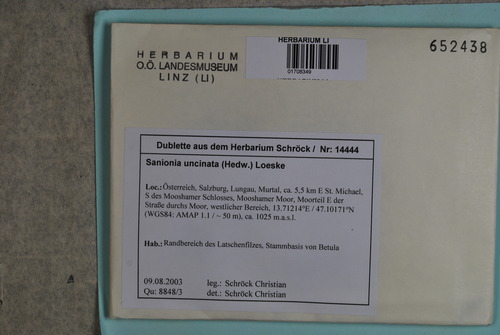 HERBARIUM
O.Ö. LANDESMUSEUM
LINZ (LI)
HERBARIUM LI
01708349
652438
Dublette aus dem Herbarium Schröck / Nr: 14444
Sanionia uncinata (Hedw.) Loeske
Loc.:Österreich, Salzburg, Lungau, Murtal, ca. 5,5 km E St. Michael,
S des Mooshamer Schlosses, Mooshamer Moor, Moorteil E der
Straße durchs Moor, westlicher Bereich, 13.71214°E / 47.10171°N
(WGS84: AMAP 1.1 / ~ 50 m), ca. 1025 m.a.s.l.
Hab.: Randbereich des Latschenfilzes, Stammbasis von Betula
09.08.2003 leg.: Schröck Christian
Qu: 8848/3 det.: Schröck Christian